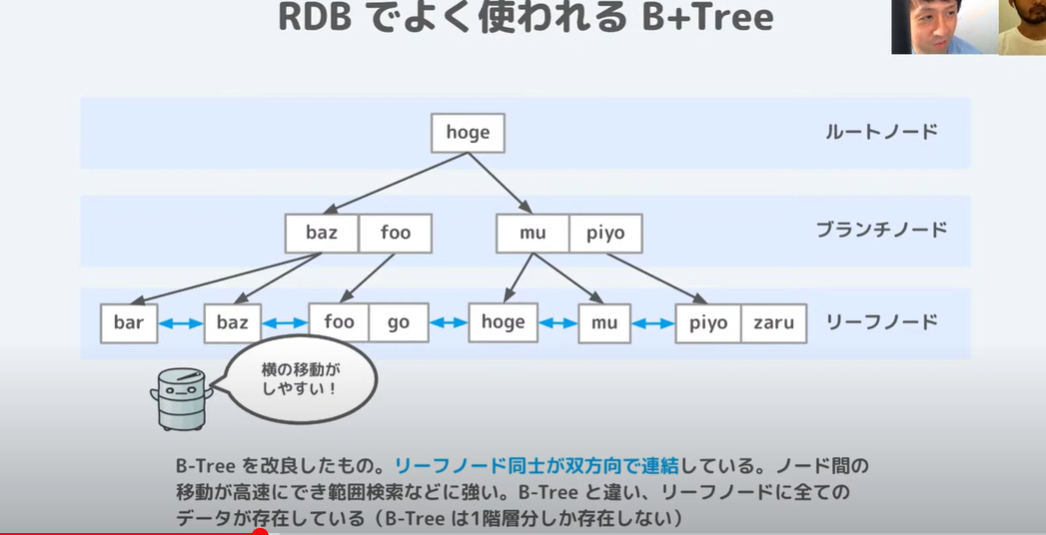 RDB でよく使われる B+Tree
hoge
ルートノード
baz foo
mu piyo
ブランチノード
bar
baz
foo go
hoge
mu
piyo zaru
リーフノード
横の移動が
しやすい！
B-Tree を改良したもの。リーフノード同士が双方向で連結している。ノード間の
移動が高速にでき範囲検索などに強い。B-Tree と違い、リーフノードに全ての
データが存在している（B-Tree は1階層分しか存在しない）